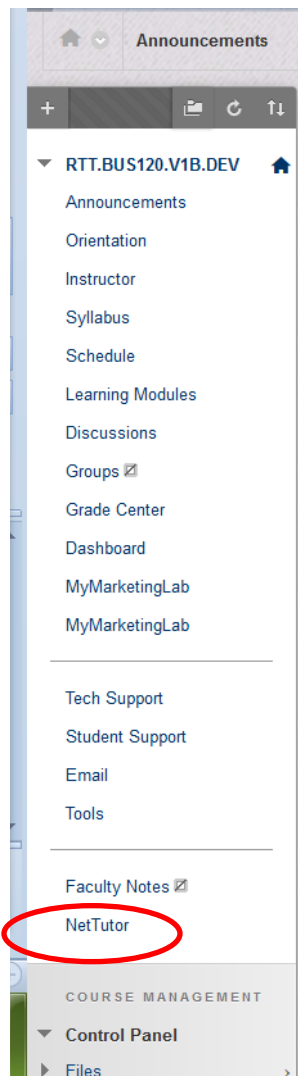 Announcements
RTT.BUS120.V1B.DEV
Announcements
Orientation
Instructor
Syllabus
Schedule
Learning Modules
Discussions
Groups
Grade Center
Dashboard
MyMarketingLab
MyMarketingLab
Tech Support
Student Support
Email
Tools
Faculty Notes
NetTutor
COURSE MANAGEMENT
Control Panel
Files